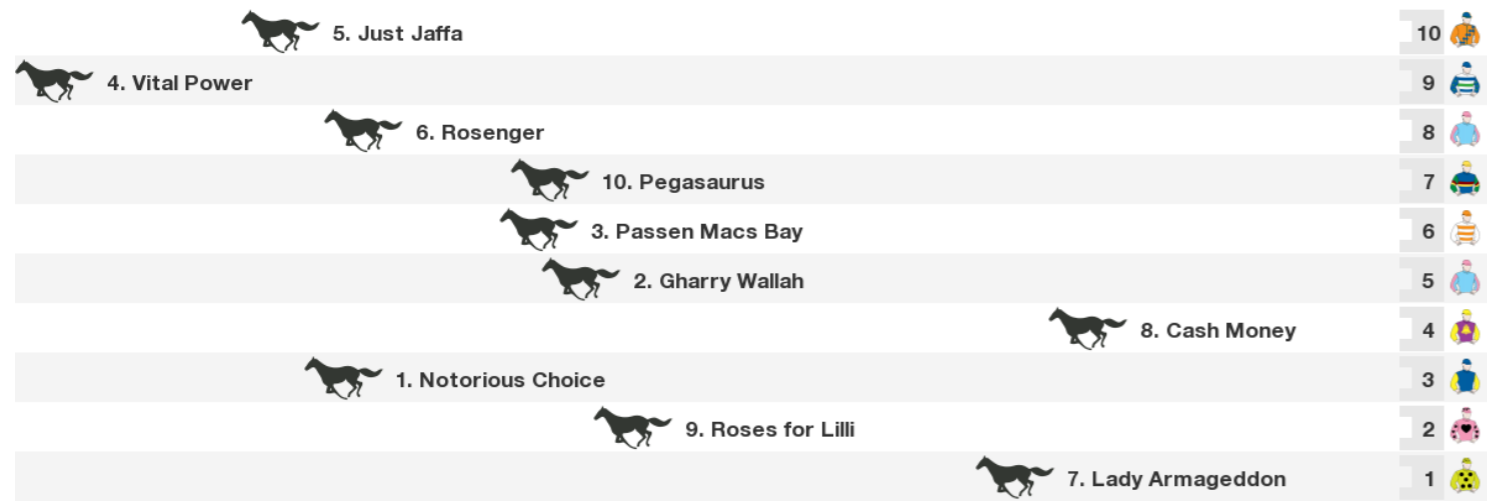 5. Just Jaffa 10
4. Vital Power 9
6. Rosenger 8
10. Pegasaurus 7
3. Passen Macs Bay 6
2. Gharry Wallah 5
8. Cash Money 4
1. Notorious Choice 3
9. Roses for Lilli 2
7. Lady Armageddon 1